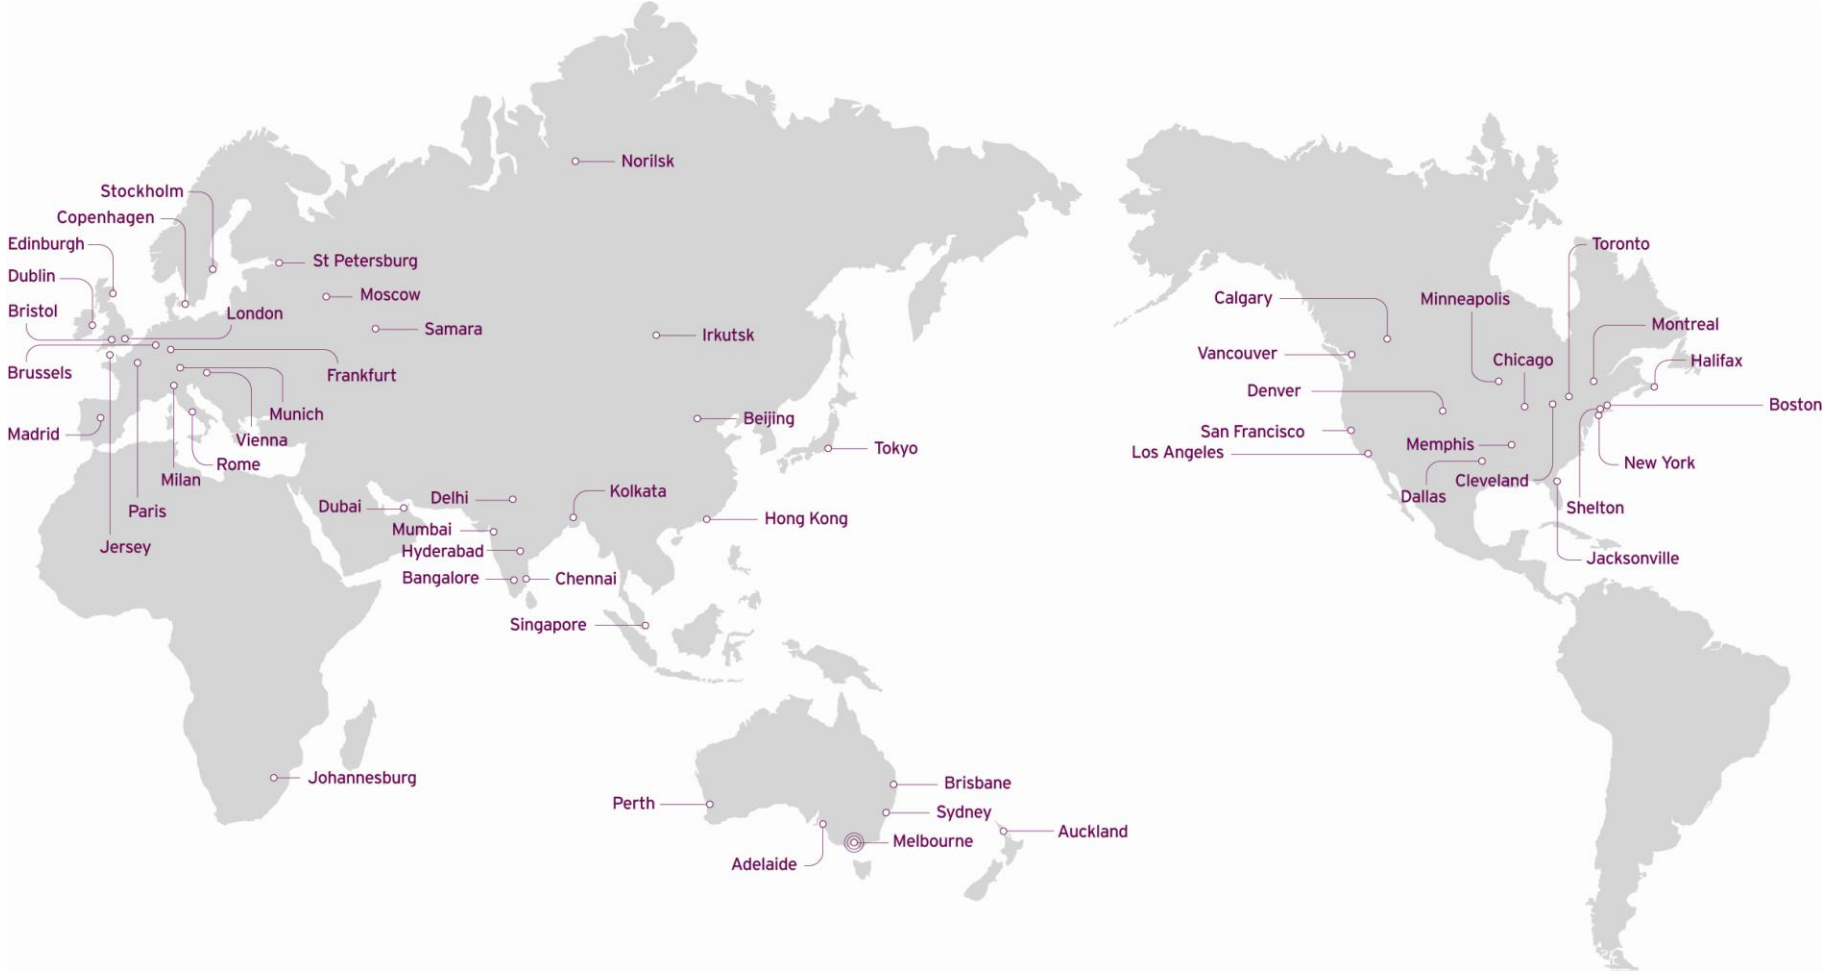 Norilsk
Stockholm
Copenhagen
Edinburgh
Toronto
St Petersburg
Dublin
Moscow
Calgary
Minneapolis
Bristol
London
Montreal
Samara
Irkutsk
Vancouver
Chicago
Halifax
Brussels
Frankfurt
Denver
Boston
Munich
Beijing
San Francisco
Madrid
Vienna
Tokyo
Memphis
Los Angeles
Rome
New York
Milan
Cleveland
Kolkata
Delhi
Dallas
Paris
Dubai
Shelton
Hong Kong
Mumbai
Jersey
Hyderabad
Jacksonville
Bangalore
Chennai
Singapore
Johannesburg
Brisbane
Perth
Sydney
Auckland
Melbourne
Adelaide